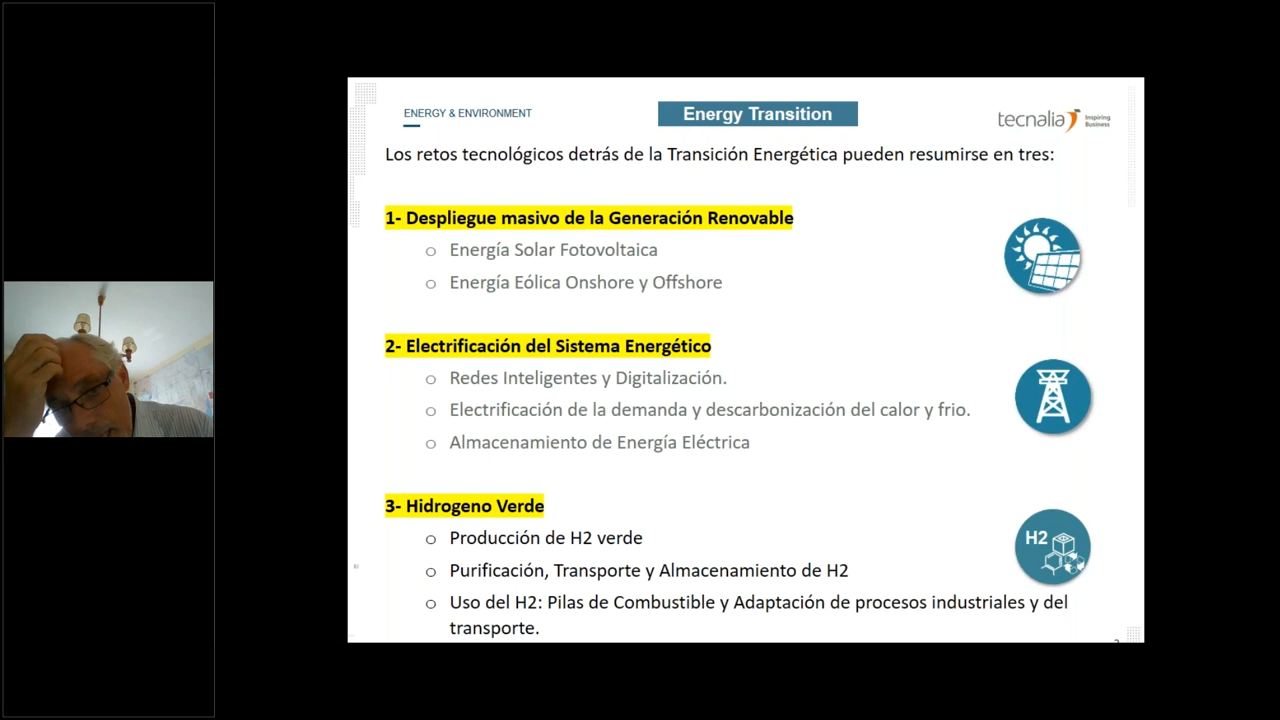 ENERGY & ENVIRONMENT
Energy Transition
tecnalia
Inspiring
Business
Los retos tecnológicos detrás de la Transición Energética pueden resumirse en tres:
1- Despliegue masivo de la Generación Renovable
o Energía Solar Fotovoltaica
o Energía Eólica Onshore y Offshore
2- Electrificación del Sistema Energético
o Redes Inteligentes y Digitalización.
o Electrificación de la demanda y descarbonización del calor y frio.
o Almacenamiento de Energía Eléctrica
3- Hidrogeno Verde
H2
o Producción de H2 verde
o Purificación, Transporte y Almacenamiento de H2
o Uso del H2: Pilas de Combustible y Adaptación de procesos industriales y del
transporte.